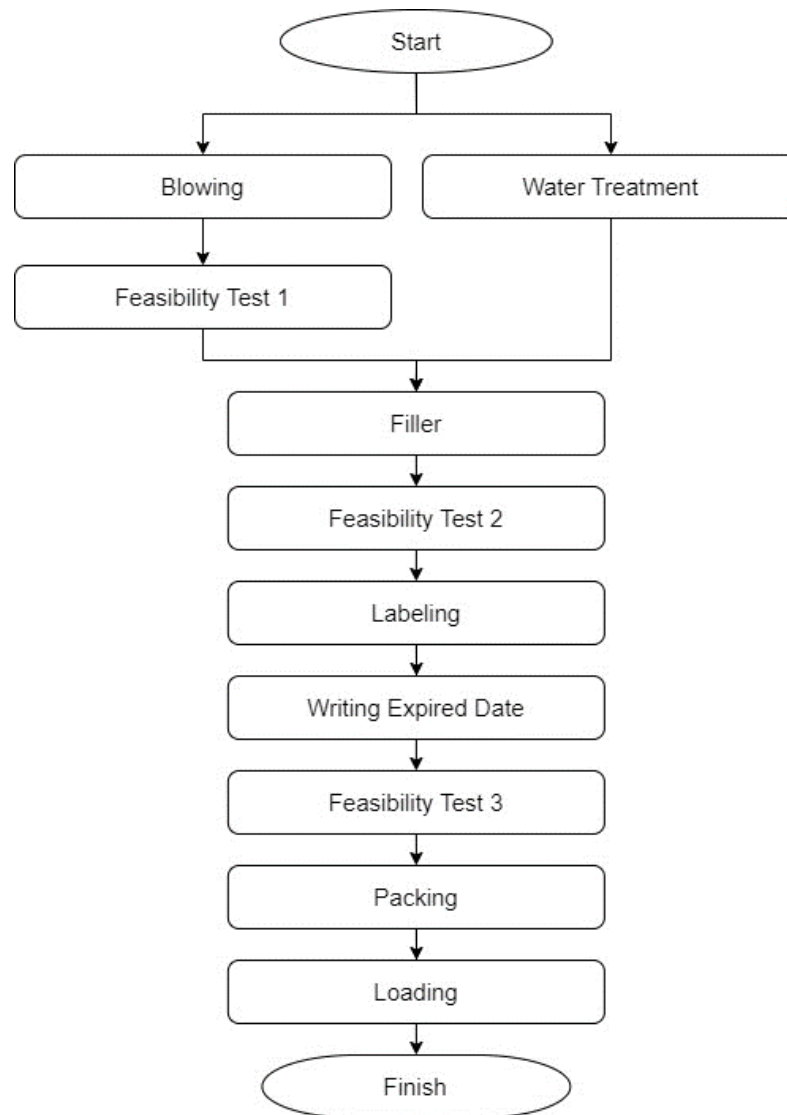 Start
Blowing
Water Treatment
Feasibility Test 1
Filler
Feasibility Test 2
Labeling
Writing Expired Date
Feasibility Test 3
Packing
Loading
Finish